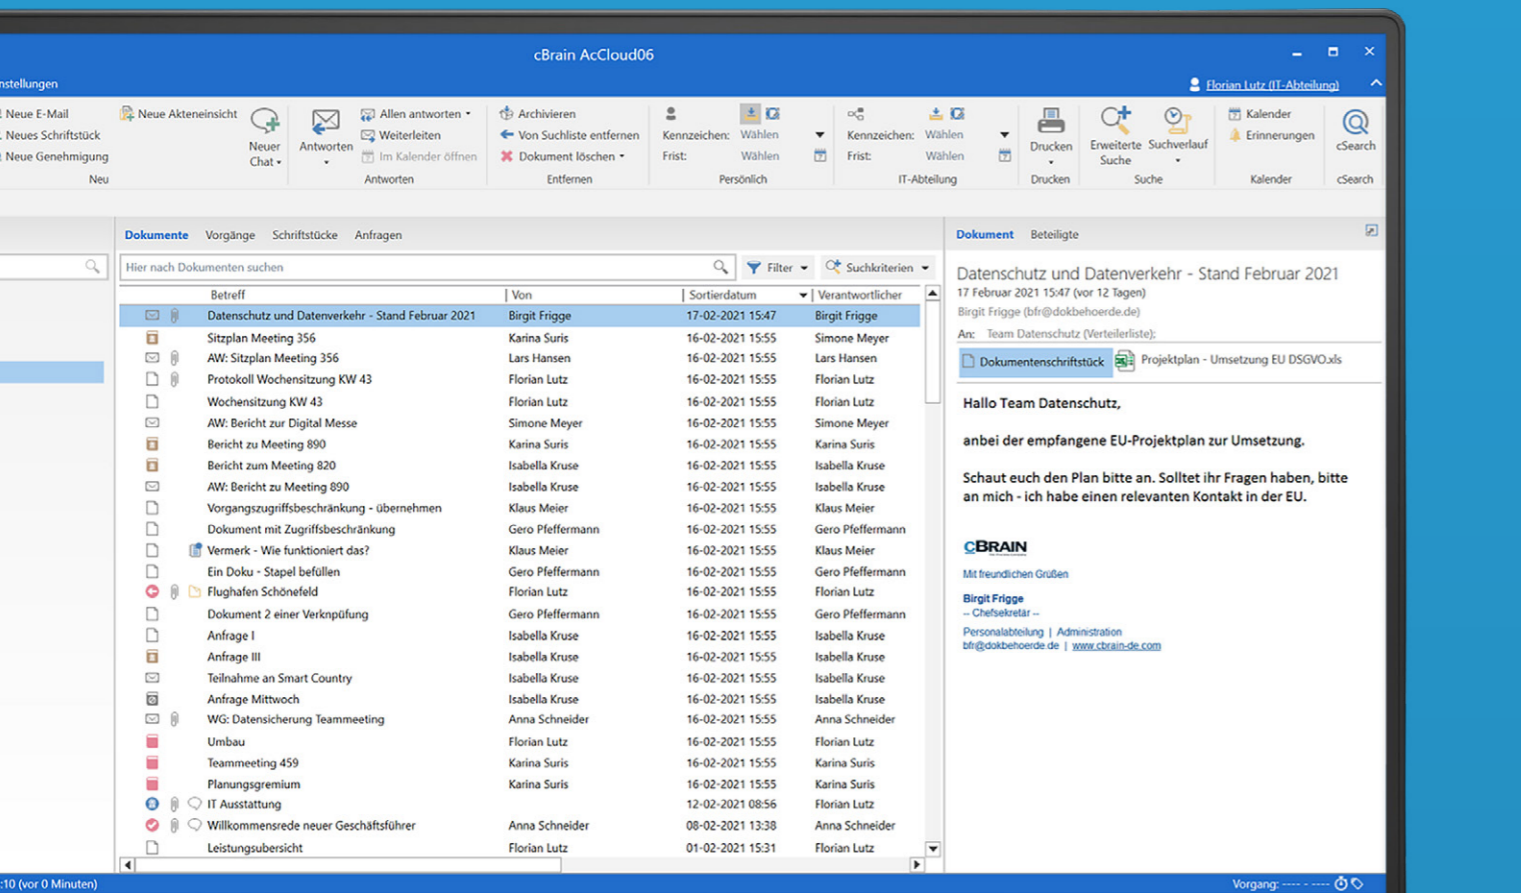 cBrain AcCloud06
nstellungen
Florian Lutz (IT-Abteilung)
Neue E-Mail
Neues Schriftstück
Neue Genehmigung
Neue Akteneinsicht
Neuer
Chat
Neu
Antworten
Allen antworten
Weiterleiten
Im Kalender öffnen
Antworten
Archivieren
Von Suchliste entfernen
Dokument löschen
Entfernen
Kennzeichen: Wählen
Frist: Wählen
Persönlich
Kennzeichen: Wählen
Frist: Wählen
IT-Abteilung
Drucken
Drucken
Erweiterte
Suche
Suchverlauf
Suche
Kalender
Erinnerungen
Kalender
cSearch
cSearch
Dokumente Vorgänge Schriftstücke Anfragen
Hier nach Dokumenten suchen
Filter
Suchkriterien
Betreff Von Sortierdatum Verantwortlicher
Datenschutz und Datenverkehr - Stand Februar 2021 Birgit Frigge 17-02-2021 15:47 Birgit Frigge
Sitzplan Meeting 356 Karina Suris 16-02-2021 15:55 Simone Meyer
AW: Sitzplan Meeting 356 Lars Hansen 16-02-2021 15:55 Lars Hansen
Protokoll Wochensitzung KW 43 Florian Lutz 16-02-2021 15:55 Florian Lutz
Wochensitzung KW 43 Florian Lutz 16-02-2021 15:55 Florian Lutz
AW: Bericht zur Digital Messe Simone Meyer 16-02-2021 15:55 Simone Meyer
Bericht zu Meeting 890 Karina Suris 16-02-2021 15:55 Karina Suris
Bericht zum Meeting 820 Isabella Kruse 16-02-2021 15:55 Isabella Kruse
AW: Bericht zu Meeting 890 Isabella Kruse 16-02-2021 15:55 Isabella Kruse
Vorgangszugriffsbeschränkung - übernehmen Klaus Meier 16-02-2021 15:55 Klaus Meier
Dokument mit Zugriffsbeschränkung Gero Pfeffermann 16-02-2021 15:55 Gero Pfeffermann
Vermerk - Wie funktioniert das? Klaus Meier 16-02-2021 15:55 Klaus Meier
Ein Doku - Stapel befüllen Gero Pfeffermann 16-02-2021 15:55 Gero Pfeffermann
Flughafen Schönefeld Florian Lutz 16-02-2021 15:55 Florian Lutz
Dokument 2 einer Verknpüfung Gero Pfeffermann 16-02-2021 15:55 Gero Pfeffermann
Anfrage I Isabella Kruse 16-02-2021 15:55 Isabella Kruse
Anfrage III Isabella Kruse 16-02-2021 15:55 Isabella Kruse
Teilnahme an Smart Country Isabella Kruse 16-02-2021 15:55 Isabella Kruse
Anfrage Mittwoch Isabella Kruse 16-02-2021 15:55 Isabella Kruse
WG: Datensicherung Teammeeting Anna Schneider 16-02-2021 15:55 Anna Schneider
Umbau Florian Lutz 16-02-2021 15:55 Florian Lutz
Teammeeting 459 Karina Suris 16-02-2021 15:55 Karina Suris
Planungsgremium Karina Suris 16-02-2021 15:55 Karina Suris
IT Ausstattung 12-02-2021 08:56 Florian Lutz
Willkommensrede neuer Geschäftsführer Anna Schneider 08-02-2021 13:38 Anna Schneider
Leistungsubersicht Florian Lutz 01-02-2021 15:31 Florian Lutz
Dokument Beteiligte
Datenschutz und Datenverkehr - Stand Februar 2021
17 Februar 2021 15:47 (vor 12 Tagen)
Birgit Frigge (bfr@dokbehoerde.de)
An: Team Datenschutz (Verteilerliste);
Dokumentenschriftstück Projektplan - Umsetzung EU DSGVO.xls
Hallo Team Datenschutz,
anbei der empfangene EU-Projektplan zur Umsetzung.
Schaut euch den Plan bitte an. Solltet ihr Fragen haben, bitte
an mich - ich habe einen relevanten Kontakt in der EU.
CBRAIN
Mit freundlichen Grüßen
Birgit Frigge
-- Chefsekretär --
Personalabteilung | Administration
bfr@dokbehoerde.de | www.cbrain-de.com
:10 (vor 0 Minuten)
Vorgang: ---- - ----